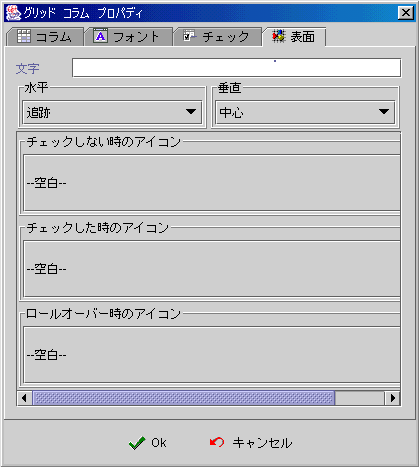 グリッド コラム プロパディ
コラム フォント チェック 表面
文字
水平 垂直
追跡 中心
チェックしない時のアイコン
--空白--
チェックした時のアイコン
--空白--
ロールオーバー時のアイコン
--空白--
Ok キャンセル